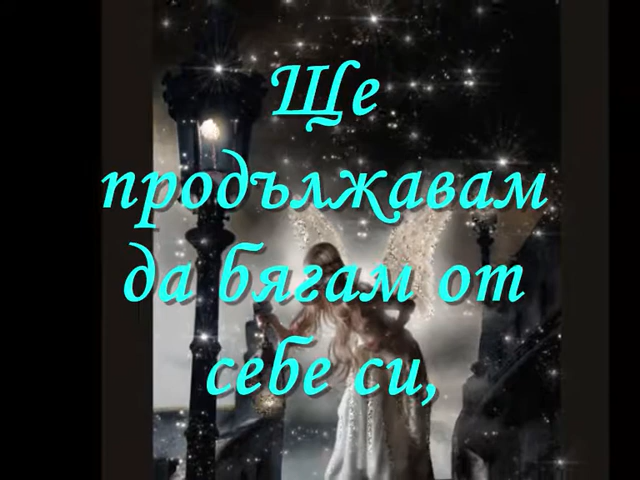 Ще
продължавам
да бягам от
себе си,